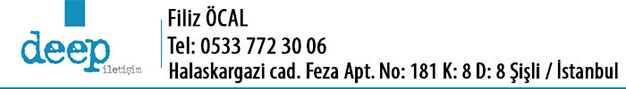 deep
iletişim
Filiz ÖCAL
Tel: 0533 772 30 06
Halaskargazi cad. Feza Apt. No: 181 K: 8 D: 8 Şişli / İstanbul